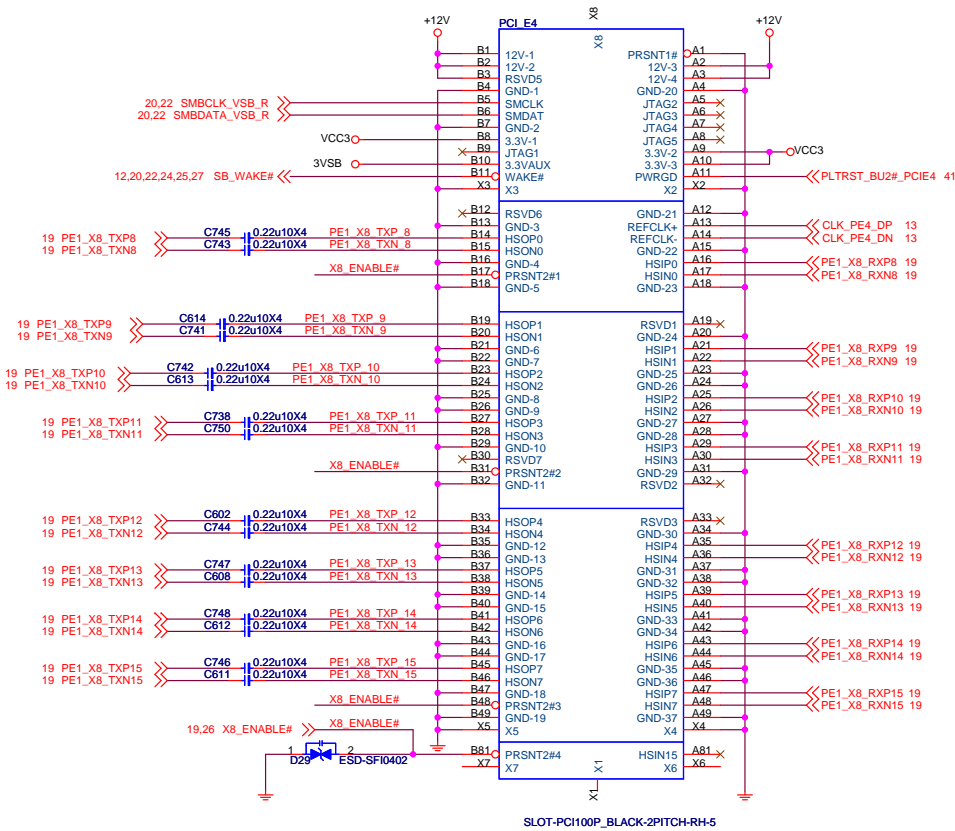 X8
+12V PCI_E4 +12V
X8
B1 12V-1 PRSNT1# A1
B2 12V-2 12V-3 A2
B3 RSVD5 12V-4 A3
B4 GND-1 GND-20 A4
20,22 SMBCLK_VSB_R B5 SMCLK JTAG2 A5
20,22 SMBDATA_VSB_R B6 SMDAT JTAG3 A6
B7 GND-2 JTAG4 A7
VCC3 B8 3.3V-1 JTAG5 A8
B9 JTAG1 3.3V-2 A9 VCC3
3VSB B10 3.3VAUX 3.3V-3 A10
12,20,22,24,25,27 SB_WAKE# B11 WAKE# PWRGD A11 PLTRST_BU2#_PCIE4 41
X3 X3 X2 X2
B12 RSVD6 GND-21 A12
B13 GND-3 REFCLK+ A13 CLK_PE4_DP 13
19 PE1_X8_TXP8 C745 0.22u10X4 PE1_X8_TXP_8 B14 HSOP0 REFCLK- A14 CLK_PE4_DN 13
19 PE1_X8_TXN8 C743 0.22u10X4 PE1_X8_TXN_8 B15 HSON0 GND-22 A15
B16 GND-4 HSIP0 A16 PE1_X8_RXP8 19
X8_ENABLE# B17 PRSNT2#1 HSIN0 A17 PE1_X8_RXN8 19
B18 GND-5 GND-23 A18
19 PE1_X8_TXP9 C614 0.22u10X4 PE1_X8_TXP_9 B19 HSOP1 RSVD1 A19
19 PE1_X8_TXN9 C741 0.22u10X4 PE1_X8_TXN_9 B20 HSON1 GND-24 A20
B21 GND-6 HSIP1 A21 PE1_X8_RXP9 19
B22 GND-7 HSIN1 A22 PE1_X8_RXN9 19
19 PE1_X8_TXP10 C742 0.22u10X4 PE1_X8_TXP_10 B23 HSOP2 GND-25 A23
19 PE1_X8_TXN10 C613 0.22u10X4 PE1_X8_TXN_10 B24 HSON2 GND-26 A24
B25 GND-8 HSIP2 A25 PE1_X8_RXP10 19
B26 GND-9 HSIN2 A26 PE1_X8_RXN10 19
19 PE1_X8_TXP11 C738 0.22u10X4 PE1_X8_TXP_11 B27 HSOP3 GND-27 A27
19 PE1_X8_TXN11 C750 0.22u10X4 PE1_X8_TXN_11 B28 HSON3 GND-28 A28
B29 GND-10 HSIP3 A29 PE1_X8_RXP11 19
B30 RSVD7 HSIN3 A30 PE1_X8_RXN11 19
X8_ENABLE# B31 PRSNT2#2 GND-29 A31
B32 GND-11 RSVD2 A32
19 PE1_X8_TXP12 C602 0.22u10X4 PE1_X8_TXP_12 B33 HSOP4 RSVD3 A33
19 PE1_X8_TXN12 C744 0.22u10X4 PE1_X8_TXN_12 B34 HSON4 GND-30 A34
B35 GND-12 HSIP4 A35 PE1_X8_RXP12 19
B36 GND-13 HSIN4 A36 PE1_X8_RXN12 19
19 PE1_X8_TXP13 C747 0.22u10X4 PE1_X8_TXP_13 B37 HSOP5 GND-31 A37
19 PE1_X8_TXN13 C608 0.22u10X4 PE1_X8_TXN_13 B38 HSON5 GND-32 A38
B39 GND-14 HSIP5 A39 PE1_X8_RXP13 19
B40 GND-15 HSIN5 A40 PE1_X8_RXN13 19
19 PE1_X8_TXP14 C748 0.22u10X4 PE1_X8_TXP_14 B41 HSOP6 GND-33 A41
19 PE1_X8_TXN14 C612 0.22u10X4 PE1_X8_TXN_14 B42 HSON6 GND-34 A42
B43 GND-16 HSIP6 A43 PE1_X8_RXP14 19
B44 GND-17 HSIN6 A44 PE1_X8_RXN14 19
19 PE1_X8_TXP15 C746 0.22u10X4 PE1_X8_TXP_15 B45 HSOP7 GND-35 A45
19 PE1_X8_TXN15 C611 0.22u10X4 PE1_X8_TXN_15 B46 HSON7 GND-36 A46
B47 GND-18 HSIP7 A47 PE1_X8_RXP15 19
X8_ENABLE# B48 PRSNT2#3 HSIN7 A48 PE1_X8_RXN15 19
B49 GND-19 GND-37 A49
19,26 X8_ENABLE# X8_ENABLE# X5 X5 X4 X4
1 2 B81 PRSNT2#4 HSIN15 A81
D29 ESD-SFI0402 X7 X7 X6 X6
X1
X1
SLOT-PCI100P_BLACK-2PITCH-RH-5